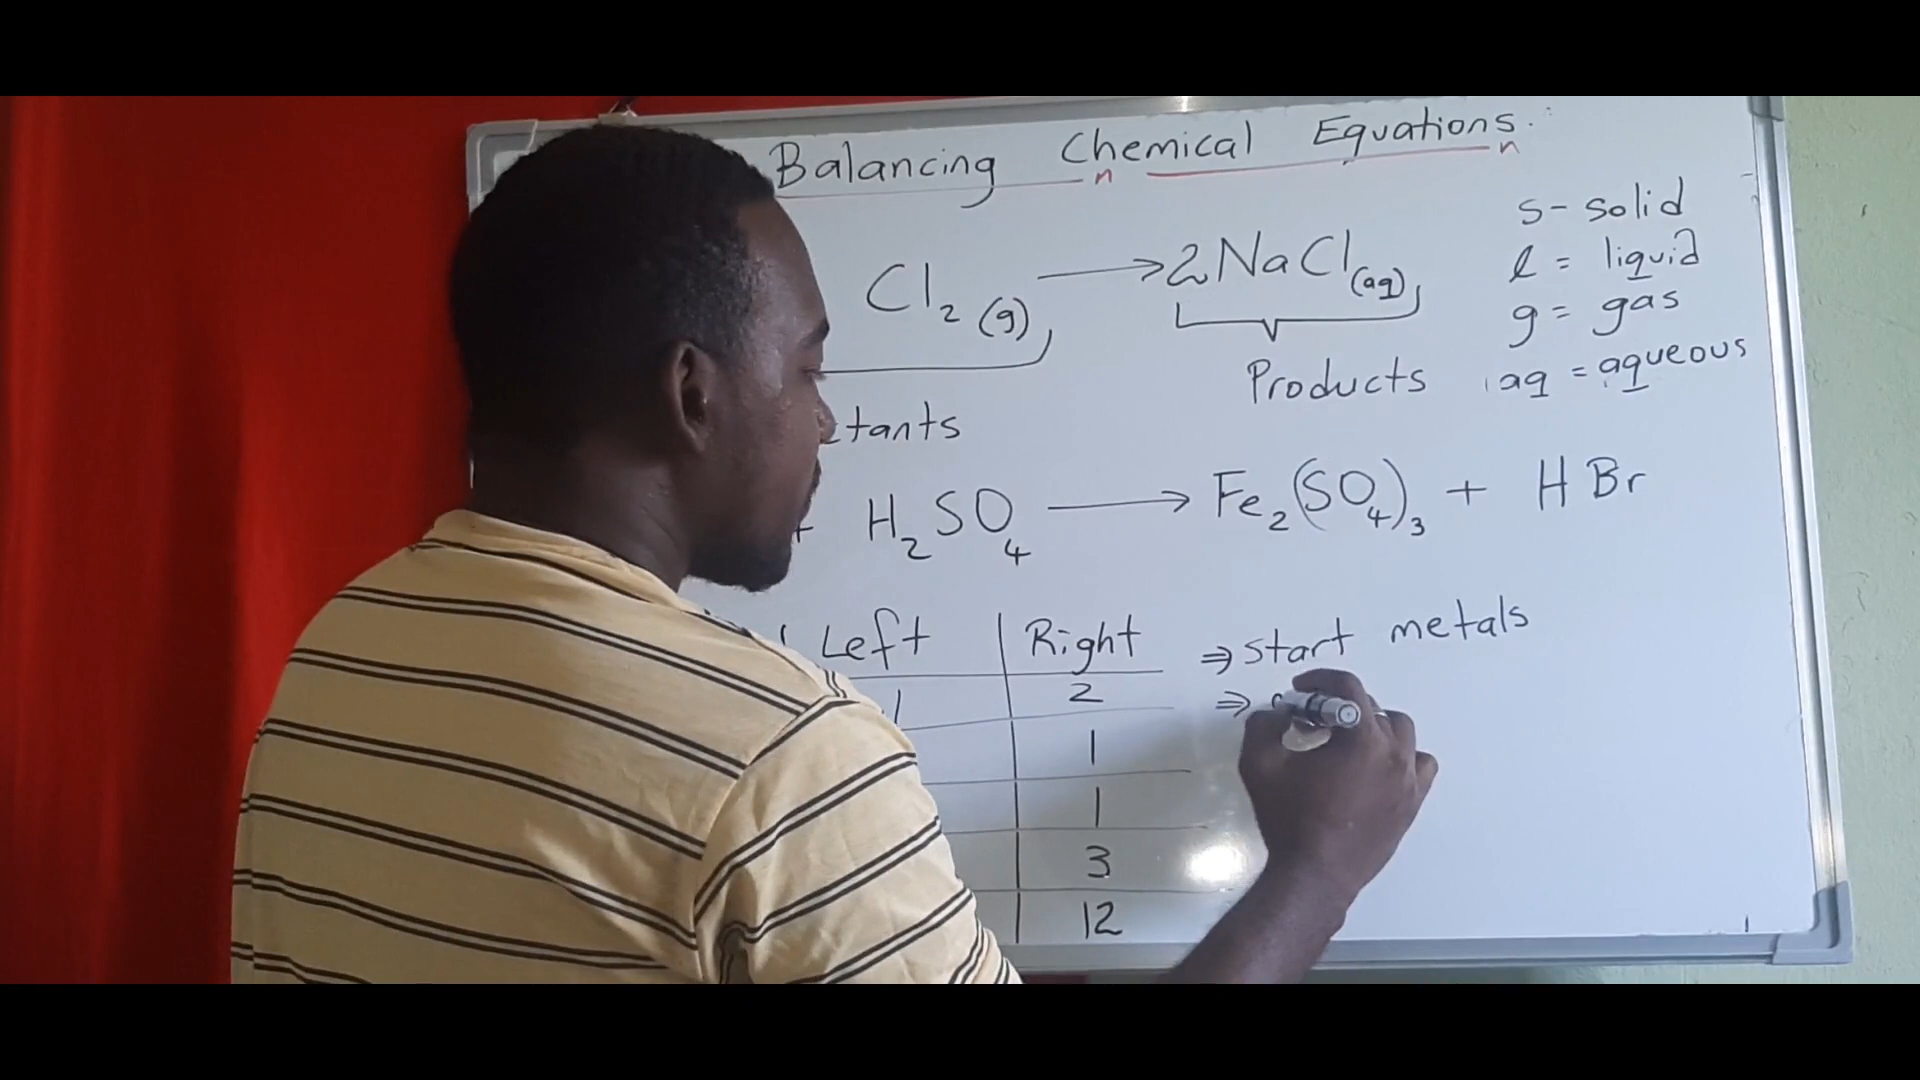 Balancing Chemical Equations.
Cl₂ (g) → 2NaCl(aq)
s - solid
l = liquid
g = gas
aq = aqueous
Products
tants
+ H₂SO₄ → Fe₂(SO₄)₃ + HBr
Left | Right
1 | 2
1
1
3
12
⇒ start metals
⇒